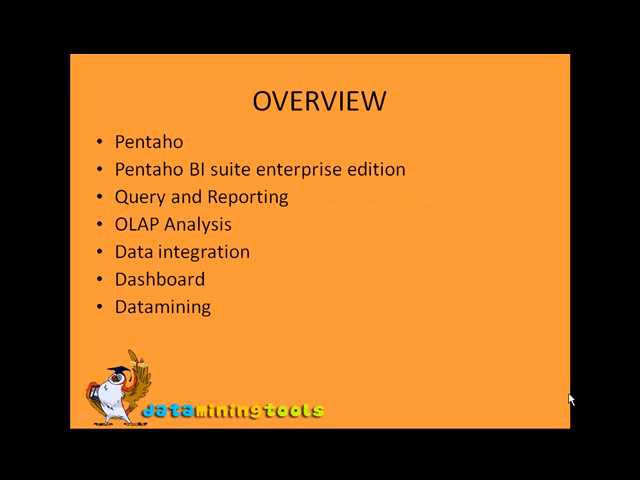 OVERVIEW
• Pentaho
• Pentaho BI suite enterprise edition
• Query and Reporting
• OLAP Analysis
• Data integration
• Dashboard
• Datamining
dataminingtools